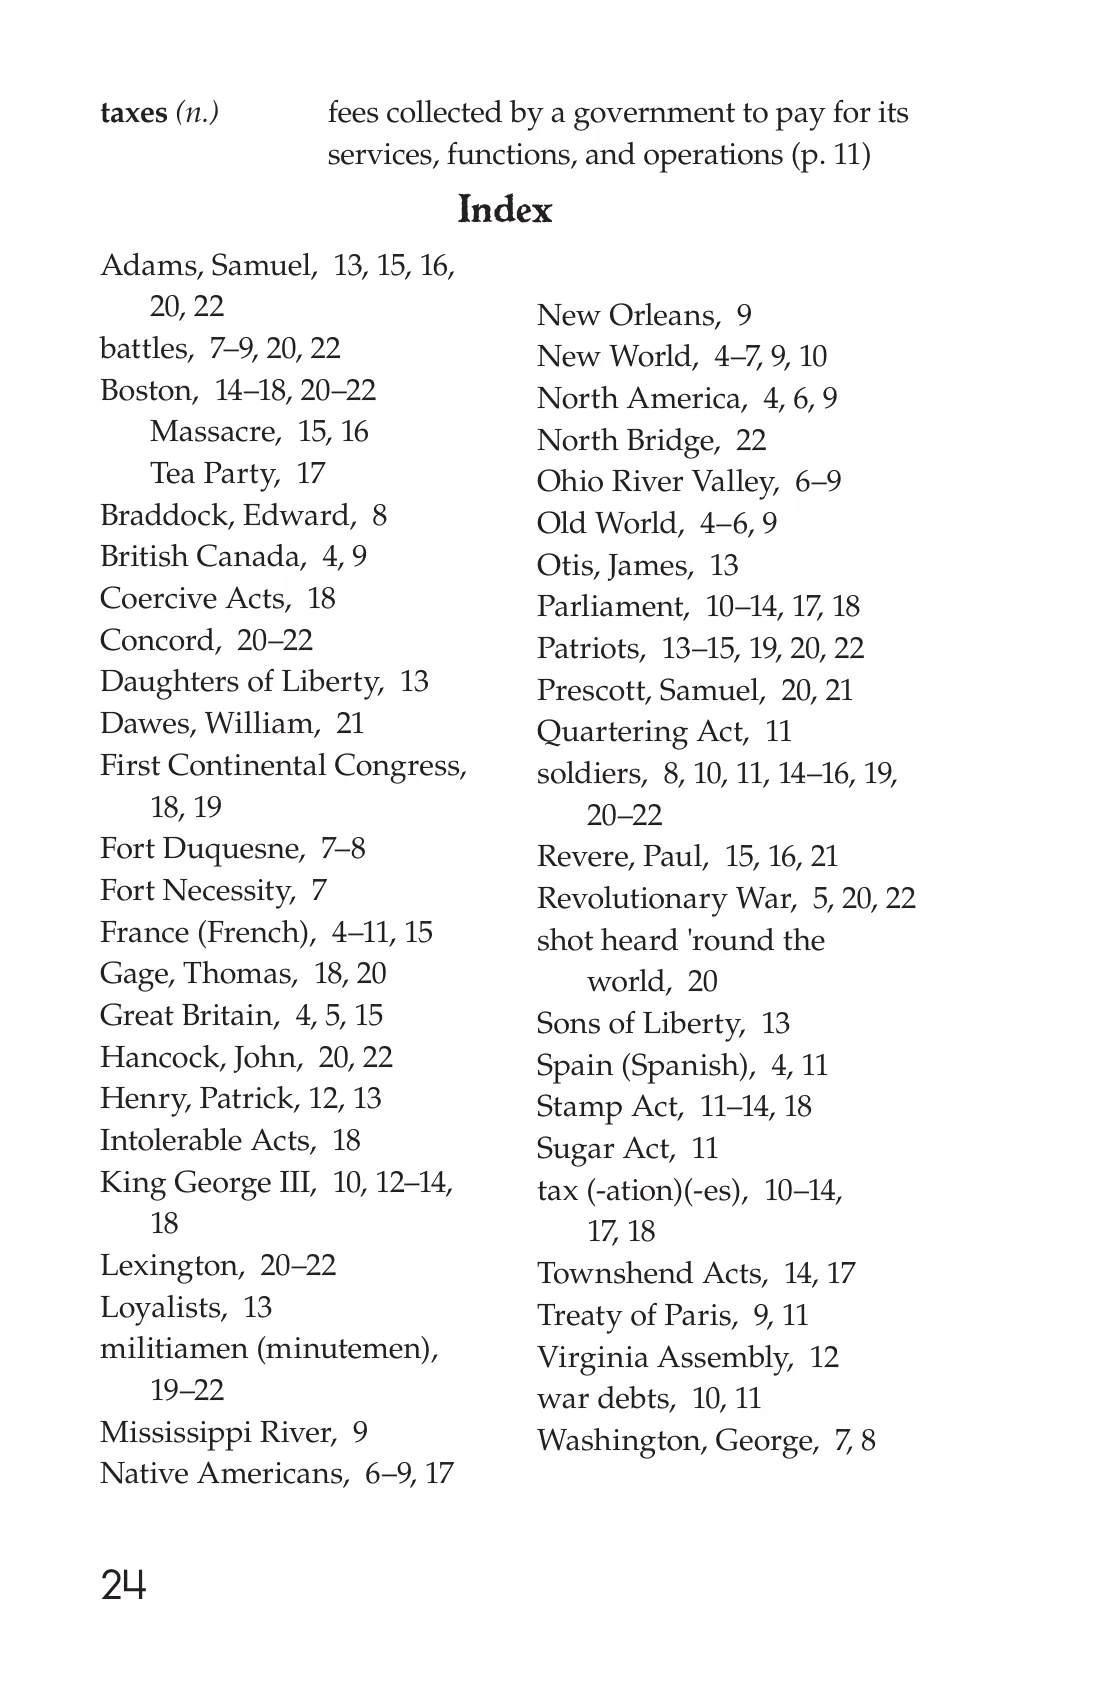 taxes (n.) fees collected by a government to pay for its
services, functions, and operations (p. 11)
Index
Adams, Samuel, 13, 15, 16,
20, 22
battles, 7–9, 20, 22
Boston, 14–18, 20–22
Massacre, 15, 16
Tea Party, 17
Braddock, Edward, 8
British Canada, 4, 9
Coercive Acts, 18
Concord, 20–22
Daughters of Liberty, 13
Dawes, William, 21
First Continental Congress,
18, 19
Fort Duquesne, 7–8
Fort Necessity, 7
France (French), 4–11, 15
Gage, Thomas, 18, 20
Great Britain, 4, 5, 15
Hancock, John, 20, 22
Henry, Patrick, 12, 13
Intolerable Acts, 18
King George III, 10, 12–14,
18
Lexington, 20–22
Loyalists, 13
militiamen (minutemen),
19–22
Mississippi River, 9
Native Americans, 6–9, 17
New Orleans, 9
New World, 4–7, 9, 10
North America, 4, 6, 9
North Bridge, 22
Ohio River Valley, 6–9
Old World, 4–6, 9
Otis, James, 13
Parliament, 10–14, 17, 18
Patriots, 13–15, 19, 20, 22
Prescott, Samuel, 20, 21
Quartering Act, 11
soldiers, 8, 10, 11, 14–16, 19,
20–22
Revere, Paul, 15, 16, 21
Revolutionary War, 5, 20, 22
shot heard 'round the
world, 20
Sons of Liberty, 13
Spain (Spanish), 4, 11
Stamp Act, 11–14, 18
Sugar Act, 11
tax (-ation)(-es), 10–14,
17, 18
Townshend Acts, 14, 17
Treaty of Paris, 9, 11
Virginia Assembly, 12
war debts, 10, 11
Washington, George, 7, 8
24